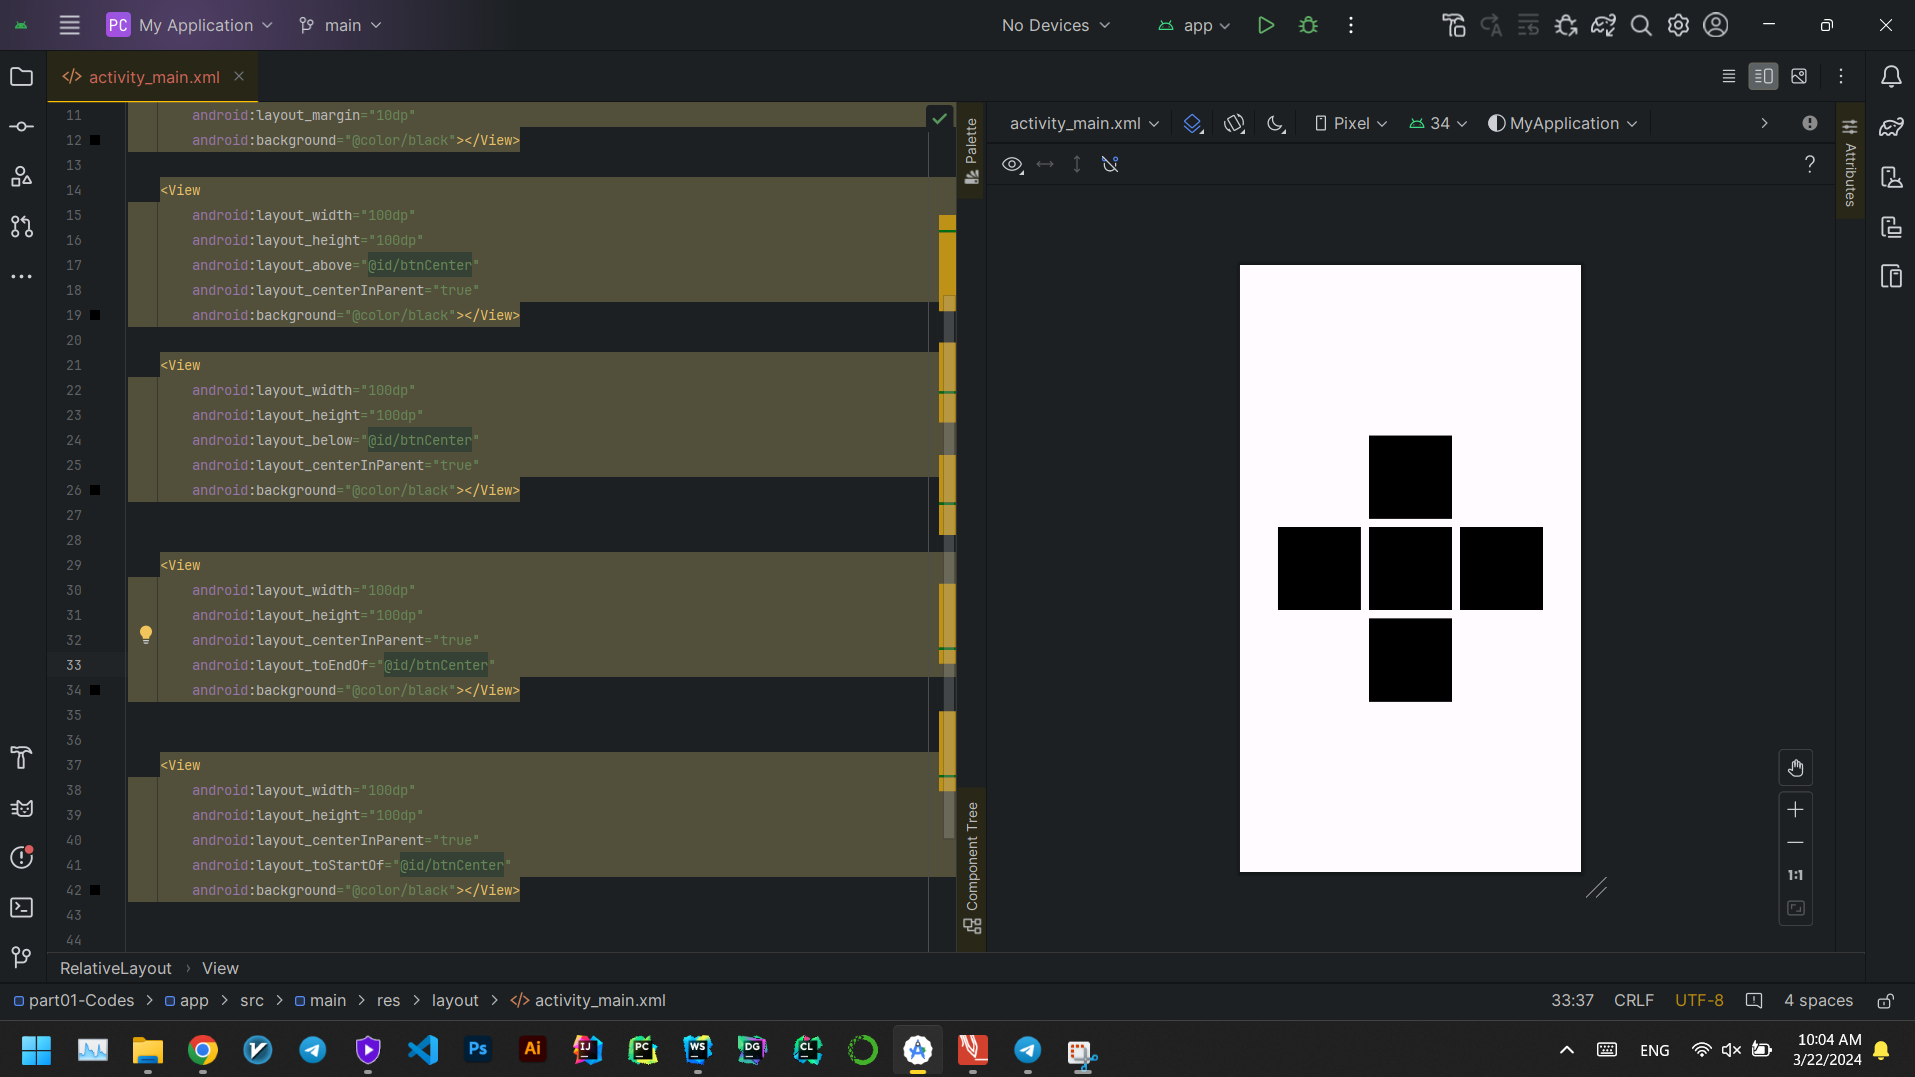 PC My Application main No Devices app
activity_main.xml
11 android:layout_margin="10dp"
12 android:background="@color/black"></View>
13
14 <View
15 android:layout_width="100dp"
16 android:layout_height="100dp"
17 android:layout_above="@id/btnCenter"
18 android:layout_centerInParent="true"
19 android:background="@color/black"></View>
20
21 <View
22 android:layout_width="100dp"
23 android:layout_height="100dp"
24 android:layout_below="@id/btnCenter"
25 android:layout_centerInParent="true"
26 android:background="@color/black"></View>
27
28
29 <View
30 android:layout_width="100dp"
31 android:layout_height="100dp"
32 android:layout_centerInParent="true"
33 android:layout_toEndOf="@id/btnCenter"
34 android:background="@color/black"></View>
35
36
37 <View
38 android:layout_width="100dp"
39 android:layout_height="100dp"
40 android:layout_centerInParent="true"
41 android:layout_toStartOf="@id/btnCenter"
42 android:background="@color/black"></View>
43
44
Palette
Component Tree
activity_main.xml Pixel 34 MyApplication
?
Attributes
1:1
RelativeLayout › View
part01-Codes > app > src > main > res > layout > activity_main.xml 33:37 CRLF UTF-8 4 spaces
Ps Ai IJ PC WS DG CL ENG
10:04 AM
3/22/2024